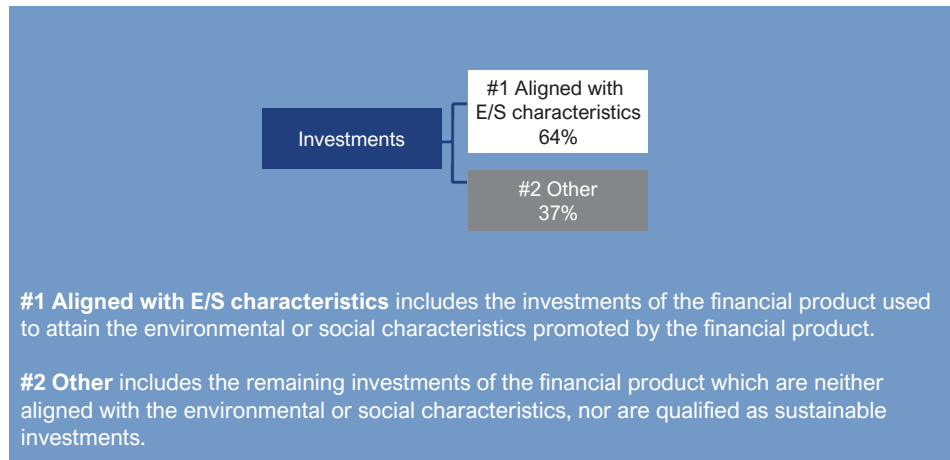 #1 Aligned with
E/S characteristics
64%
Investments
#2 Other
37%
#1 Aligned with E/S characteristics includes the investments of the financial product used
to attain the environmental or social characteristics promoted by the financial product.
#2 Other includes the remaining investments of the financial product which are neither
aligned with the environmental or social characteristics, nor are qualified as sustainable
investments.